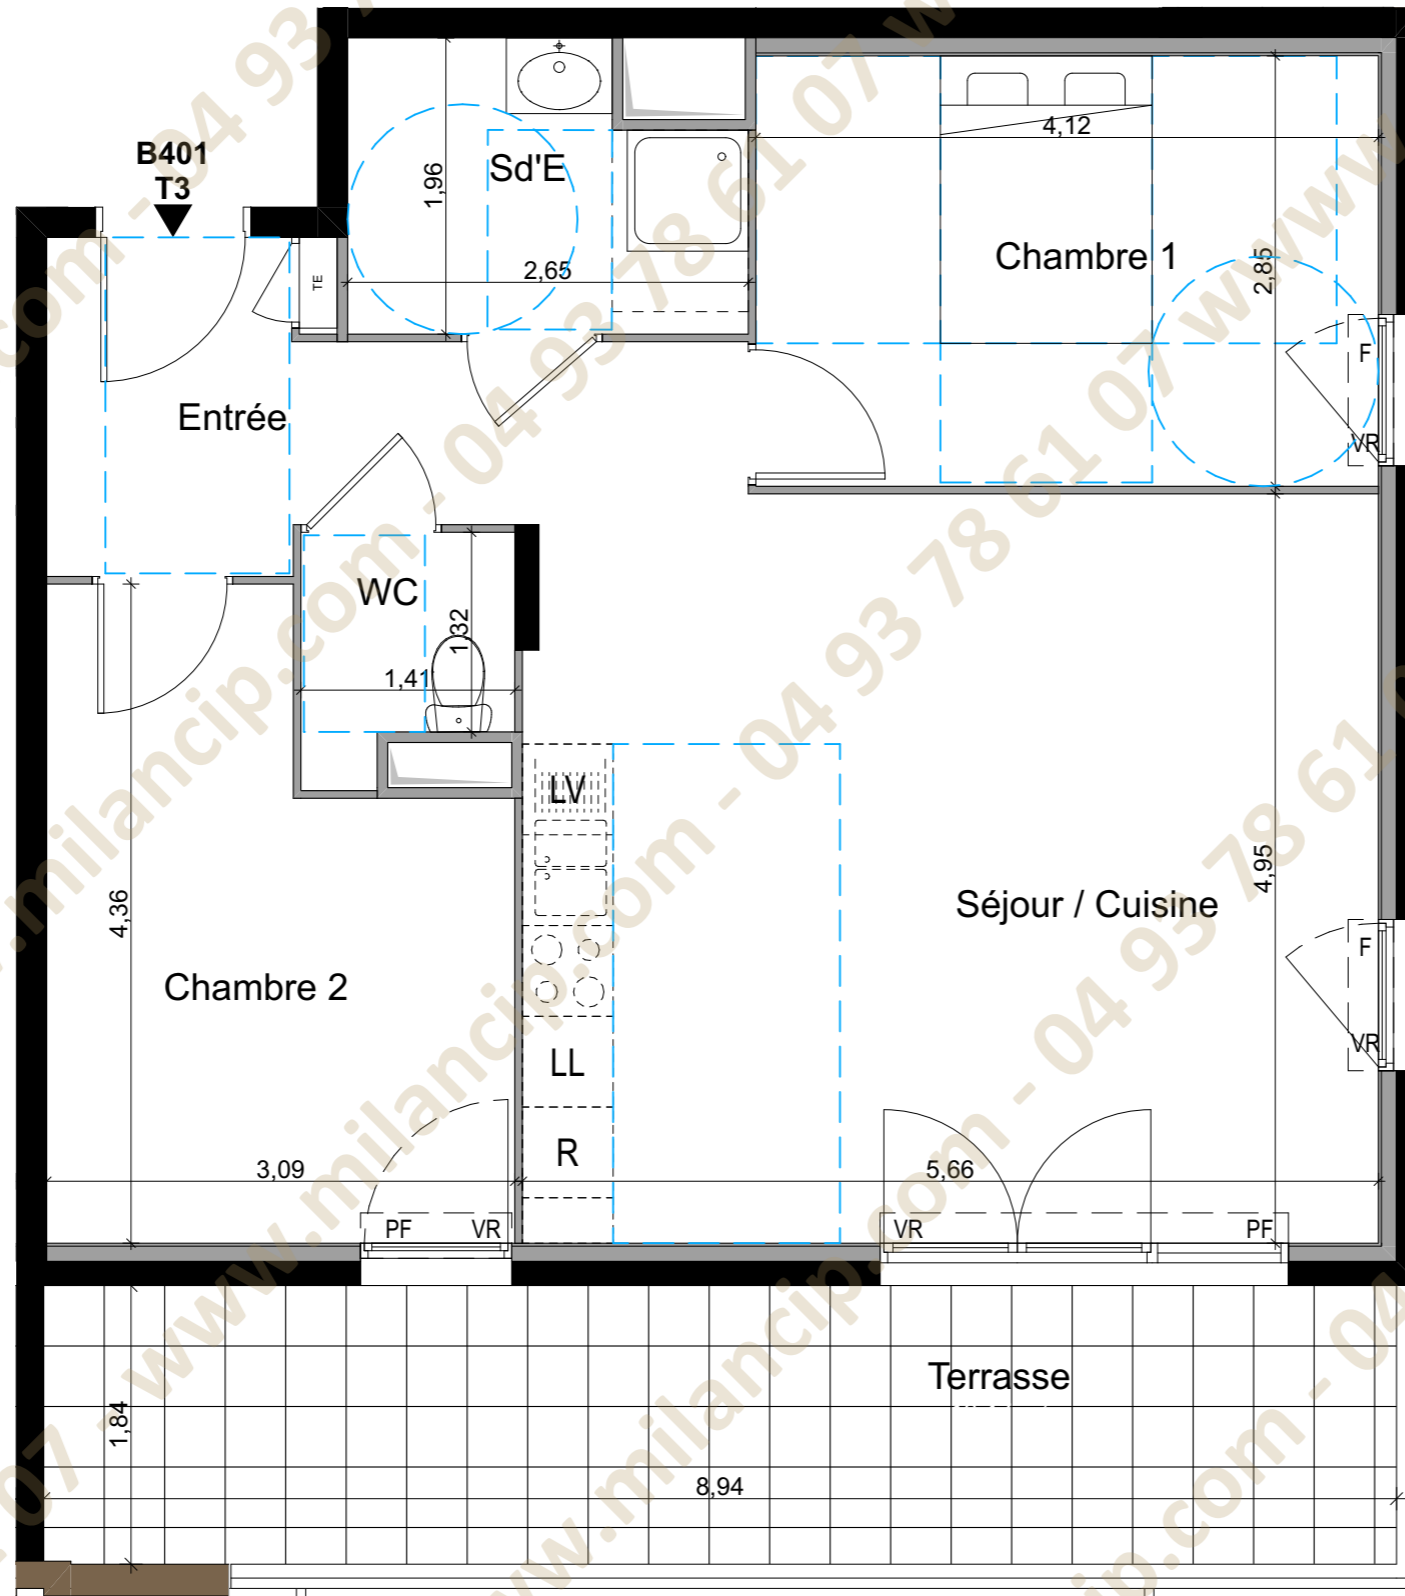 B401
T3
Sd'E
1,96
2,65
TE
4,12
Chambre 1
2,85
F
VR
Entrée
WC
1,32
1,41
LV
4,36
4,95
Séjour / Cuisine
F
VR
Chambre 2
LL
R
3,09
5,66
PF
VR
VR
PF
Terrasse
1,84
8,94
www.milancip.com - 04 93 78 61 07